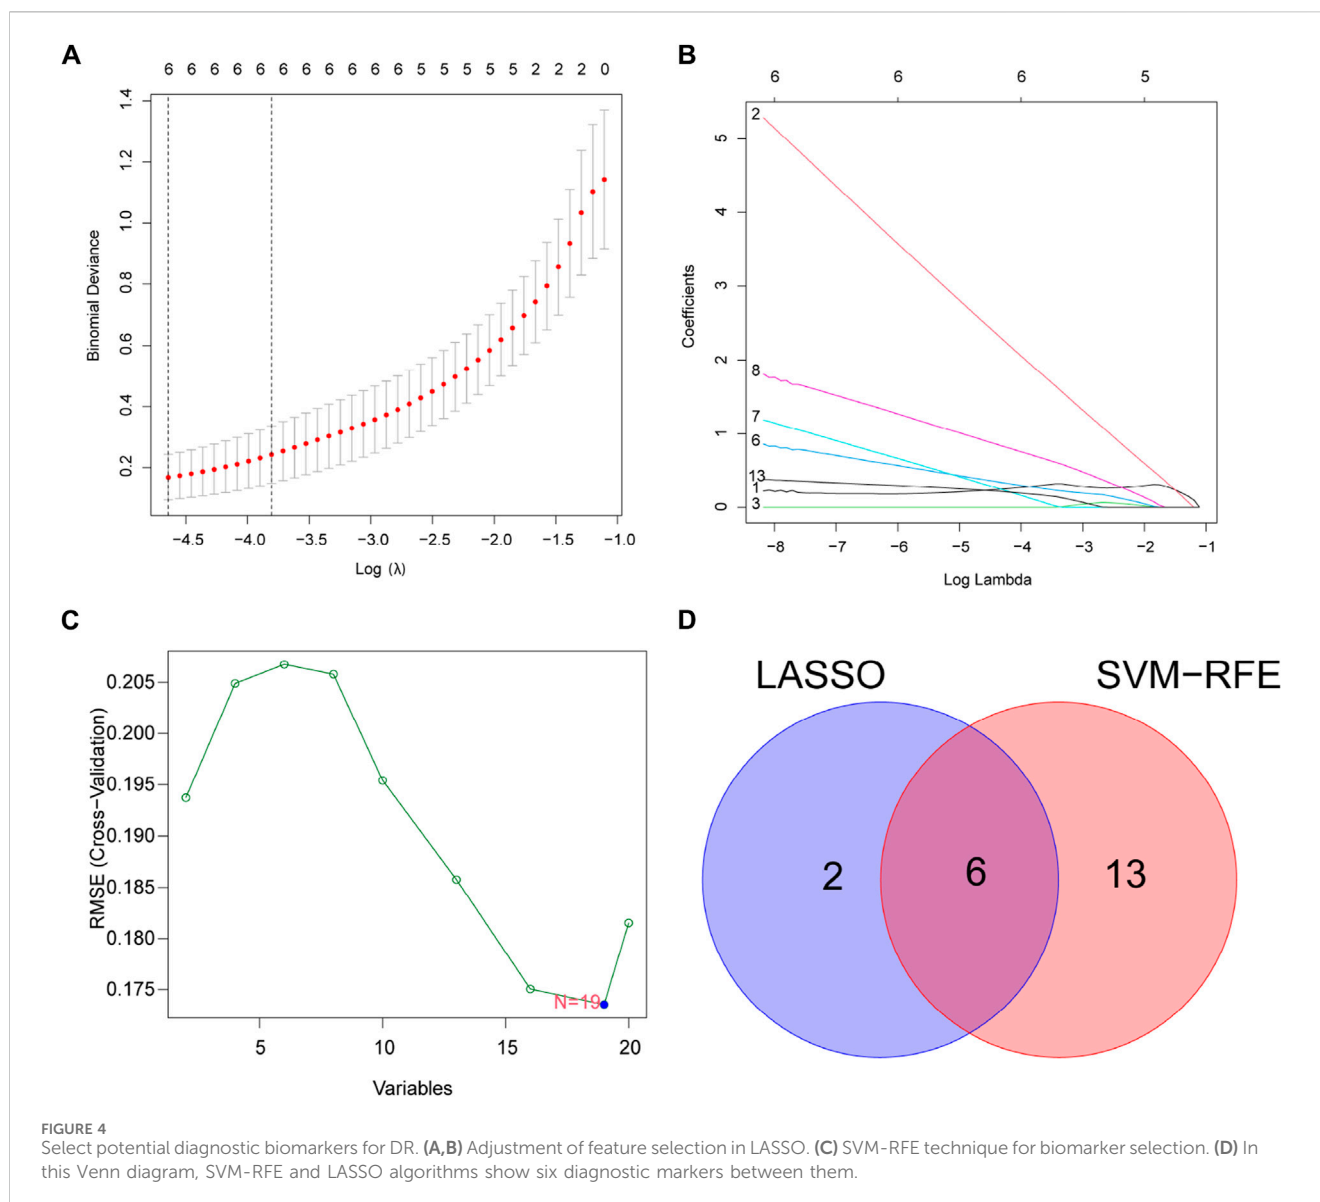 A
6 6 6 6 6 6 6 6 6 6 6 5 5 5 5 5 2 2 2 0
Binomial Deviance
1.4
1.2
1.0
0.8
0.6
0.4
0.2
−4.5 −4.0 −3.5 −3.0 −2.5 −2.0 −1.5 −1.0
Log (λ)
B
6 6 6 5
Coefficients
5
4
3
2
1
0
2
8
7
6
13
1
3
−8 −7 −6 −5 −4 −3 −2 −1
Log Lambda
C
RMSE (Cross−Validation)
0.205
0.200
0.195
0.190
0.185
0.180
0.175
N=19
5 10 15 20
Variables
D
LASSO SVM−RFE
2 6 13
FIGURE 4
Select potential diagnostic biomarkers for DR. (A,B) Adjustment of feature selection in LASSO. (C) SVM-RFE technique for biomarker selection. (D) In
this Venn diagram, SVM-RFE and LASSO algorithms show six diagnostic markers between them.